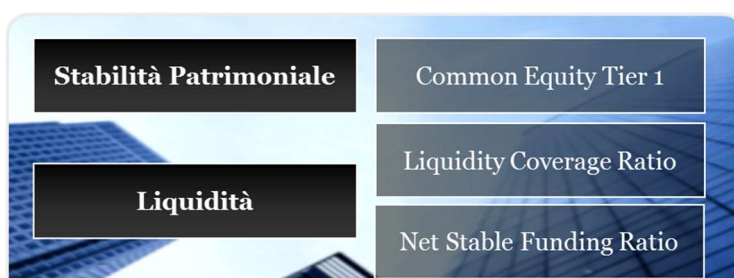 Stabilità Patrimoniale
Common Equity Tier 1
Liquidità
Liquidity Coverage Ratio
Net Stable Funding Ratio